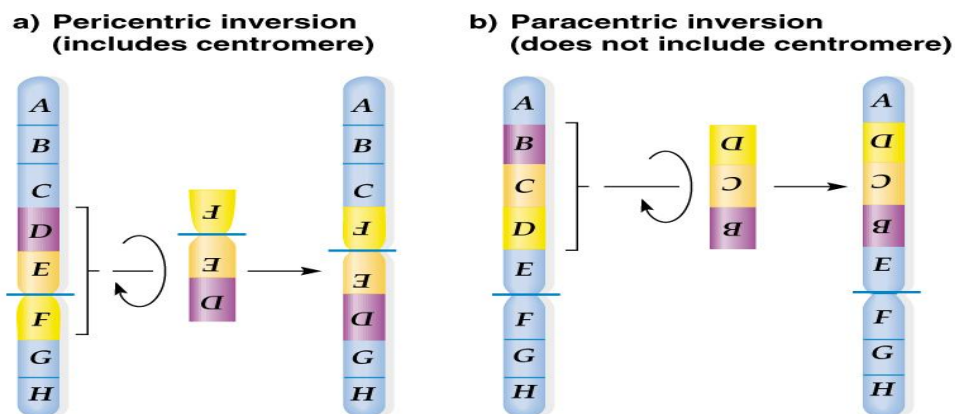 a) Pericentric inversion
(includes centromere)
b) Paracentric inversion
(does not include centromere)
A
B
C
D
E
F
G
H
F
E
D
A
B
C
F
E
D
G
H
A
B
C
D
E
F
G
H
D
C
B
A
D
C
B
E
F
G
H